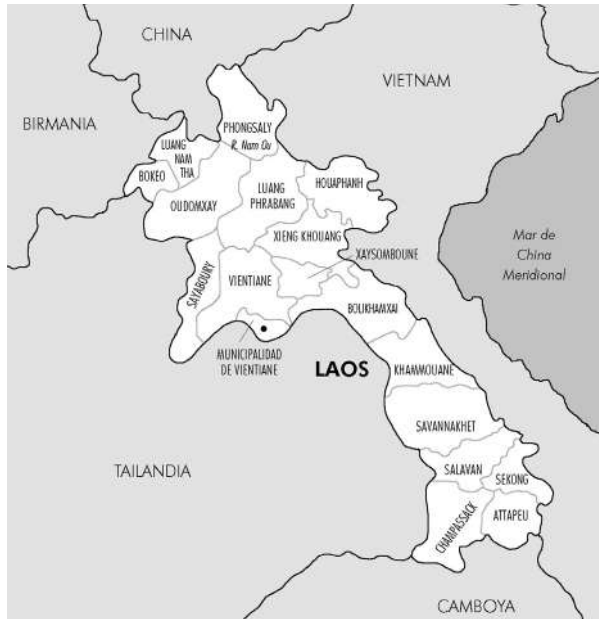 CHINA
VIETNAM
BIRMANIA
PHONGSALY
R. Nam Ou
LUANG
NAM
THA
BOKEO
LUANG
PHRABANG
HOUAPHANH
OUDOMXAY
XIENG KHOUANG
Mar de
China
Meridional
XAYSOMBOUNE
SAYABOURY
VIENTIANE
BOLIKHAMXAI
MUNICIPALIDAD
DE VIENTIANE
LAOS
KHAMMOUANE
SAVANNAKHET
TAILANDIA
SALAVAN
SEKONG
CHAMPASSACK
ATTAPEU
CAMBOYA